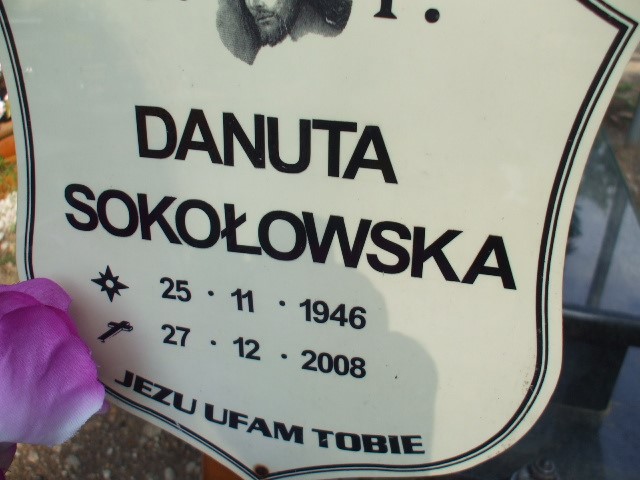 DANUTA
SOKOŁOWSKA
25 · 11 · 1946
27 · 12 · 2008
JEZU UFAM TOBIE